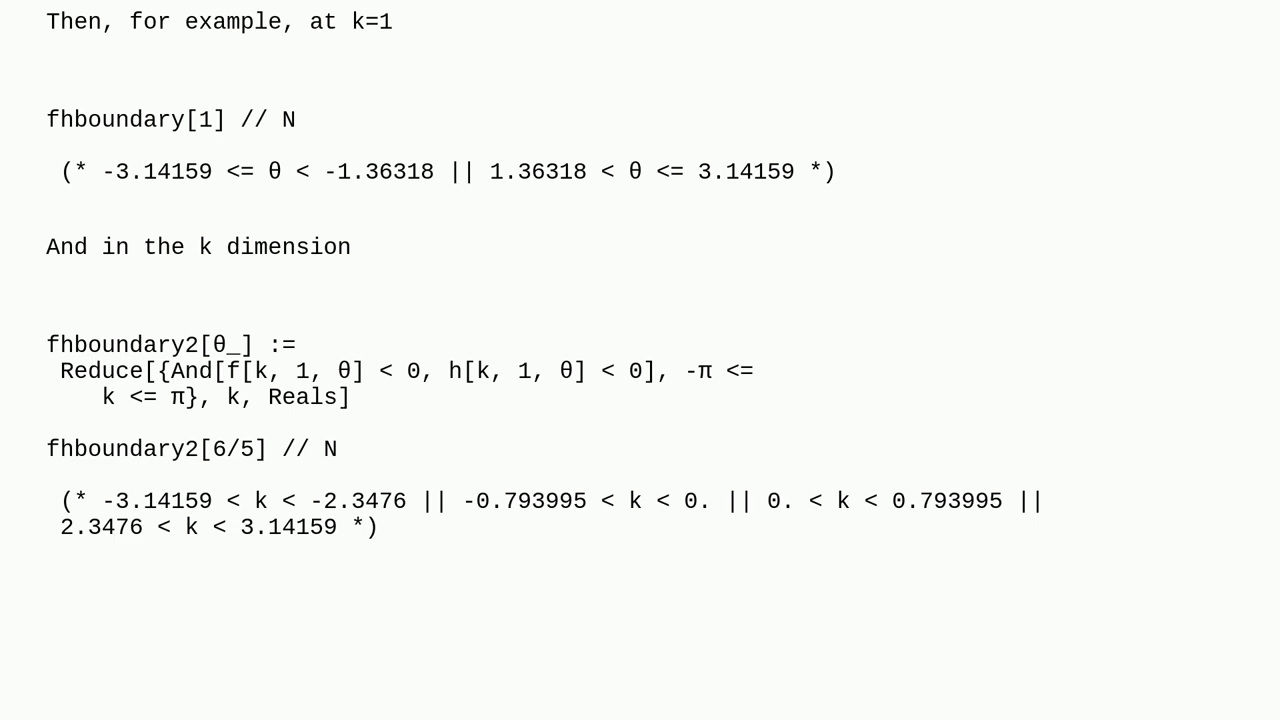 Then, for example, at k=1
fhboundary[1] // N
(* -3.14159 <= θ < -1.36318 || 1.36318 < θ <= 3.14159 *)
And in the k dimension
fhboundary2[θ_] :=
Reduce[{And[f[k, 1, θ] < 0, h[k, 1, θ] < 0], -π <=
k <= π}, k, Reals]
fhboundary2[6/5] // N
(* -3.14159 < k < -2.3476 || -0.793995 < k < 0. || 0. < k < 0.793995 ||
2.3476 < k < 3.14159 *)